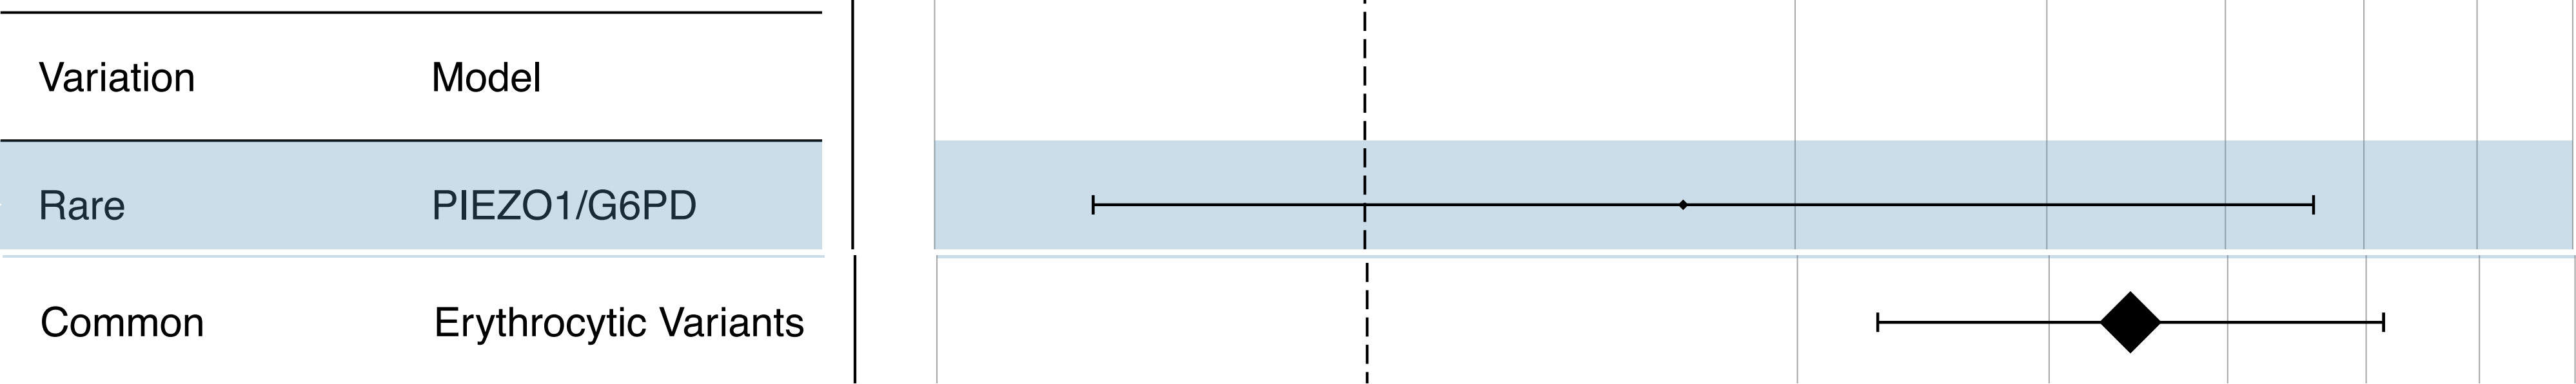 Variation Model
Rare PIEZO1/G6PD
Common Erythrocytic Variants